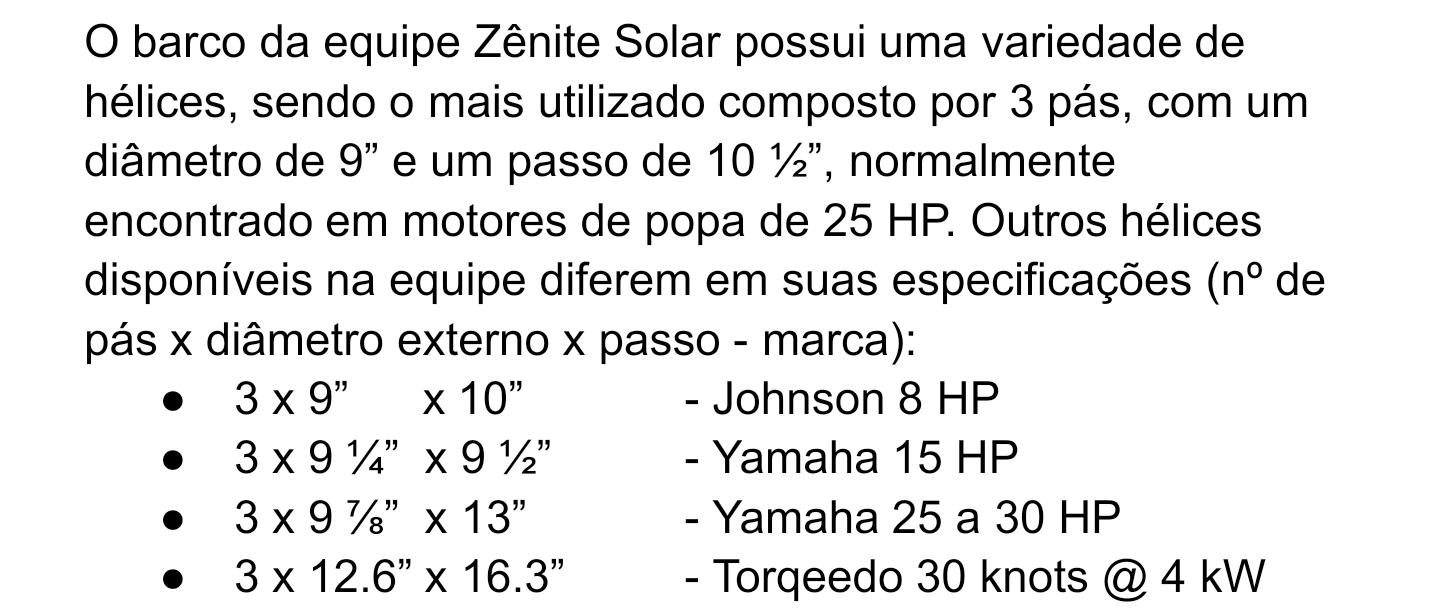 O barco da equipe Zênite Solar possui uma variedade de
hélices, sendo o mais utilizado composto por 3 pás, com um
diâmetro de 9” e um passo de 10 ½”, normalmente
encontrado em motores de popa de 25 HP. Outros hélices
disponíveis na equipe diferem em suas especificações (nº de
pás x diâmetro externo x passo - marca):
● 3 x 9” x 10” - Johnson 8 HP
● 3 x 9 ¼” x 9 ½” - Yamaha 15 HP
● 3 x 9 ⅞” x 13” - Yamaha 25 a 30 HP
● 3 x 12.6” x 16.3” - Torqeedo 30 knots @ 4 kW